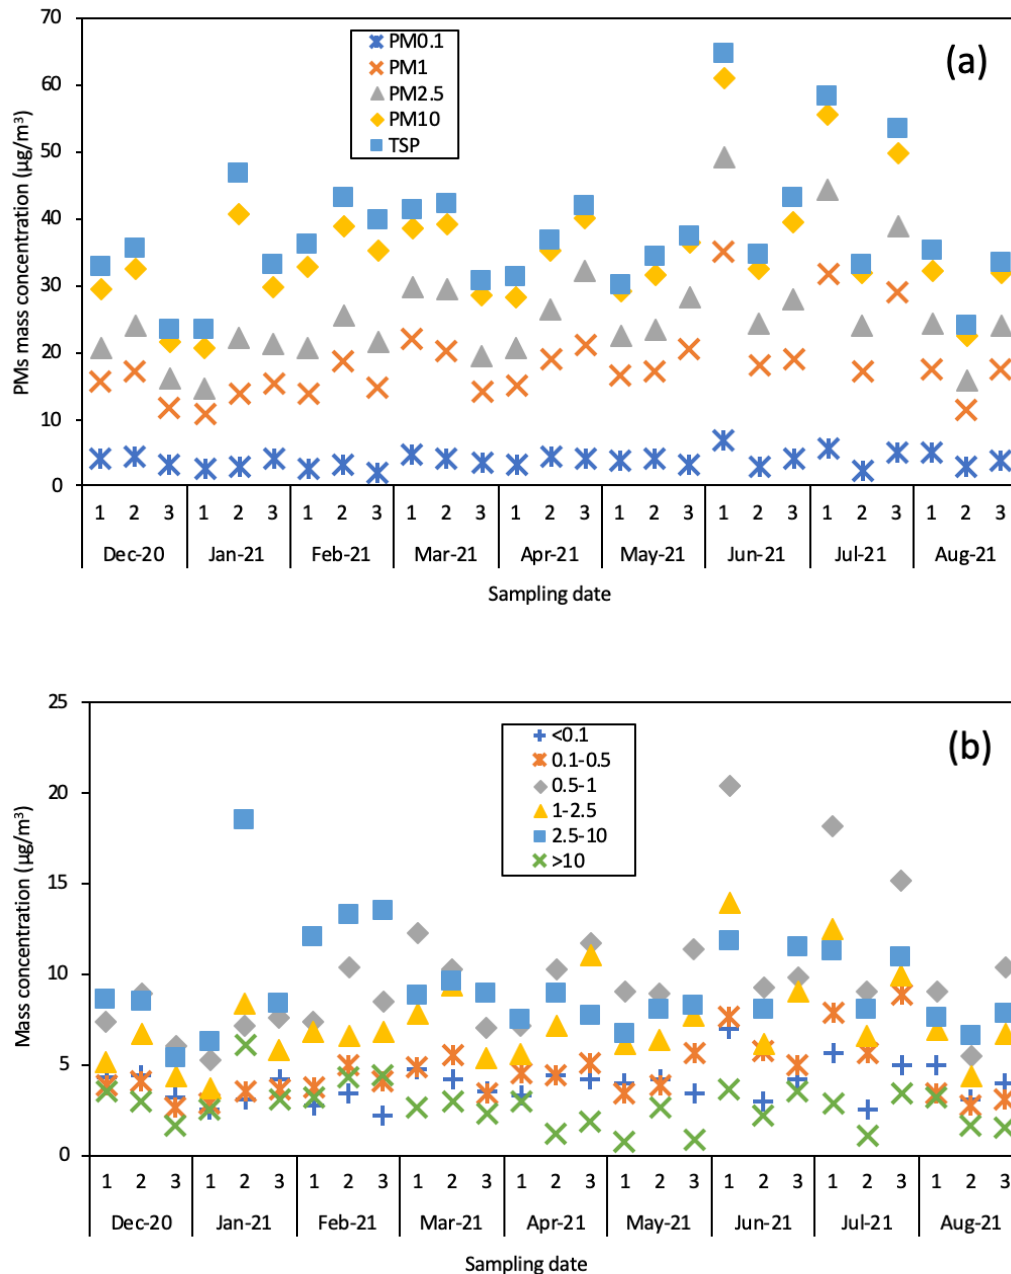 70
60
50
40
30
20
10
0
PMs mass concentration (µg/m³)
PM0.1
PM1
PM2.5
PM10
TSP
(a)
1 2 3 1 2 3 1 2 3 1 2 3 1 2 3 1 2 3 1 2 3 1 2 3 1 2 3
Dec-20 Jan-21 Feb-21 Mar-21 Apr-21 May-21 Jun-21 Jul-21 Aug-21
Sampling date
25
20
15
10
5
0
Mass concentration (µg/m³)
<0.1
0.1-0.5
0.5-1
1-2.5
2.5-10
>10
(b)
1 2 3 1 2 3 1 2 3 1 2 3 1 2 3 1 2 3 1 2 3 1 2 3 1 2 3
Dec-20 Jan-21 Feb-21 Mar-21 Apr-21 May-21 Jun-21 Jul-21 Aug-21
Sampling date